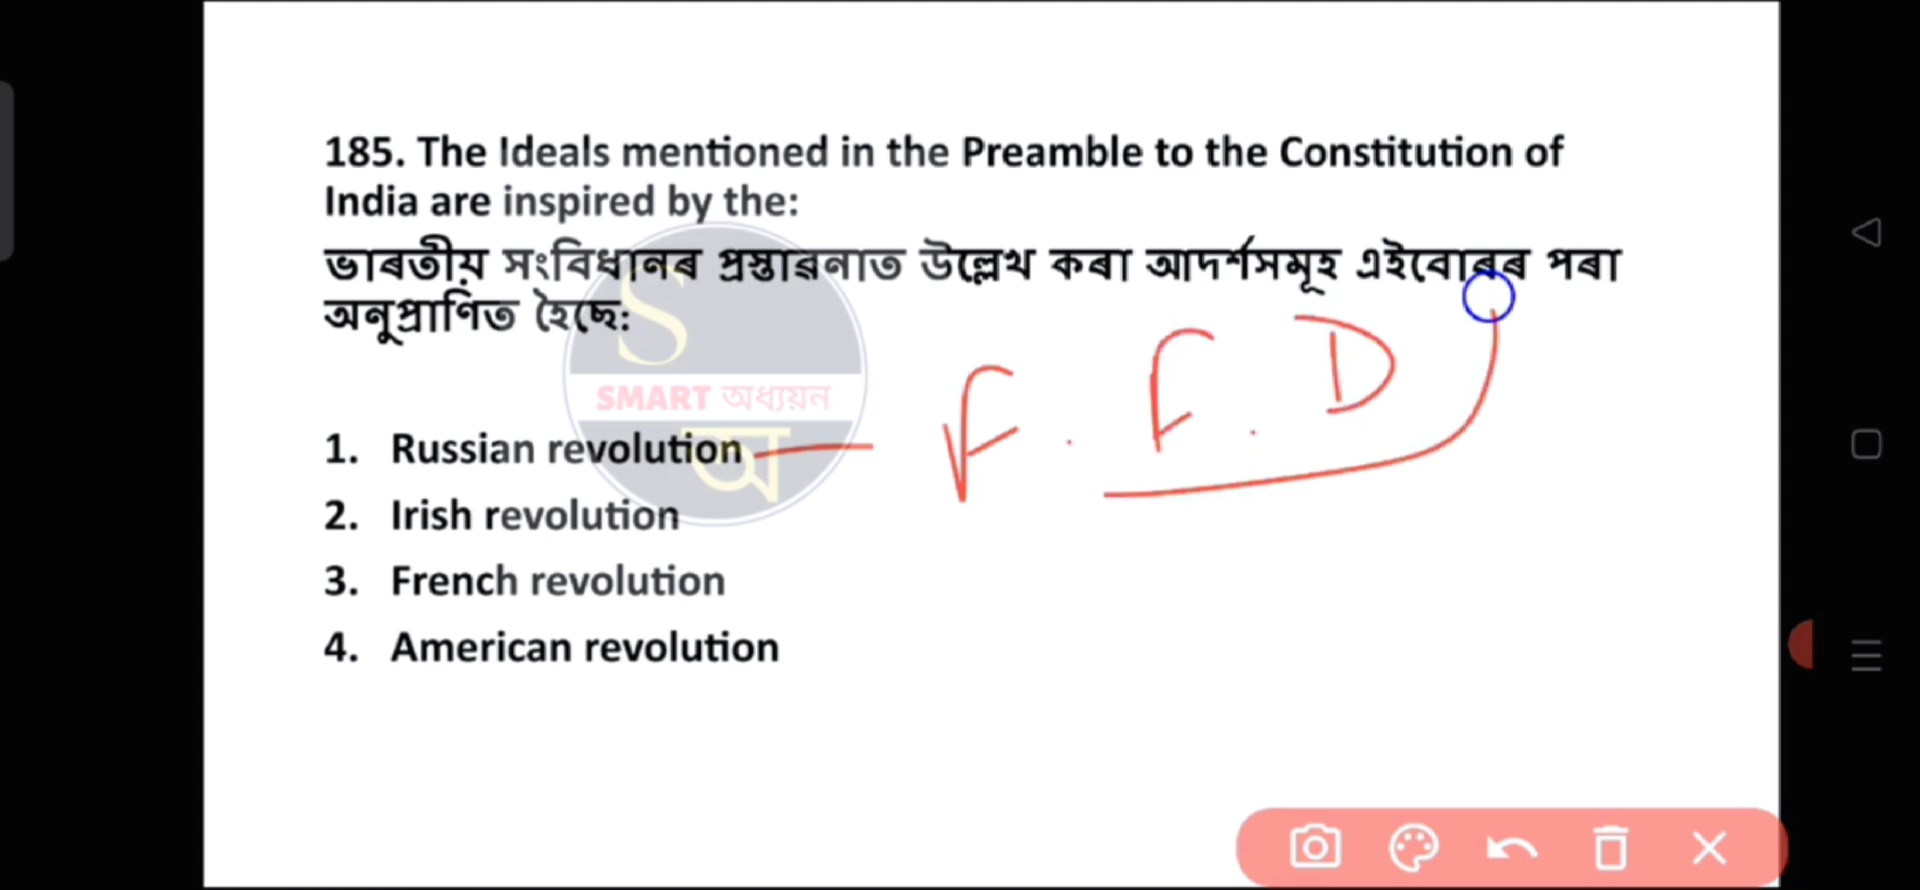 185. The Ideals mentioned in the Preamble to the Constitution of
India are inspired by the:
ভাৰতীয় সংবিধানৰ প্ৰস্তাৱনাত উল্লেখ কৰা আদৰ্শসমূহ এইবোৰৰ পৰা
অনুপ্ৰাণিত হৈছে:
S
SMART অধ্যয়ন
অ
1. Russian revolution
F. F. D
2. Irish revolution
3. French revolution
4. American revolution